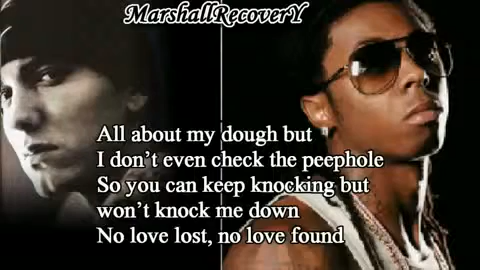 MarshallRecoverY
All about my dough but
I don't even check the peephole
So you can keep knocking but
won't knock me down
No love lost, no love found